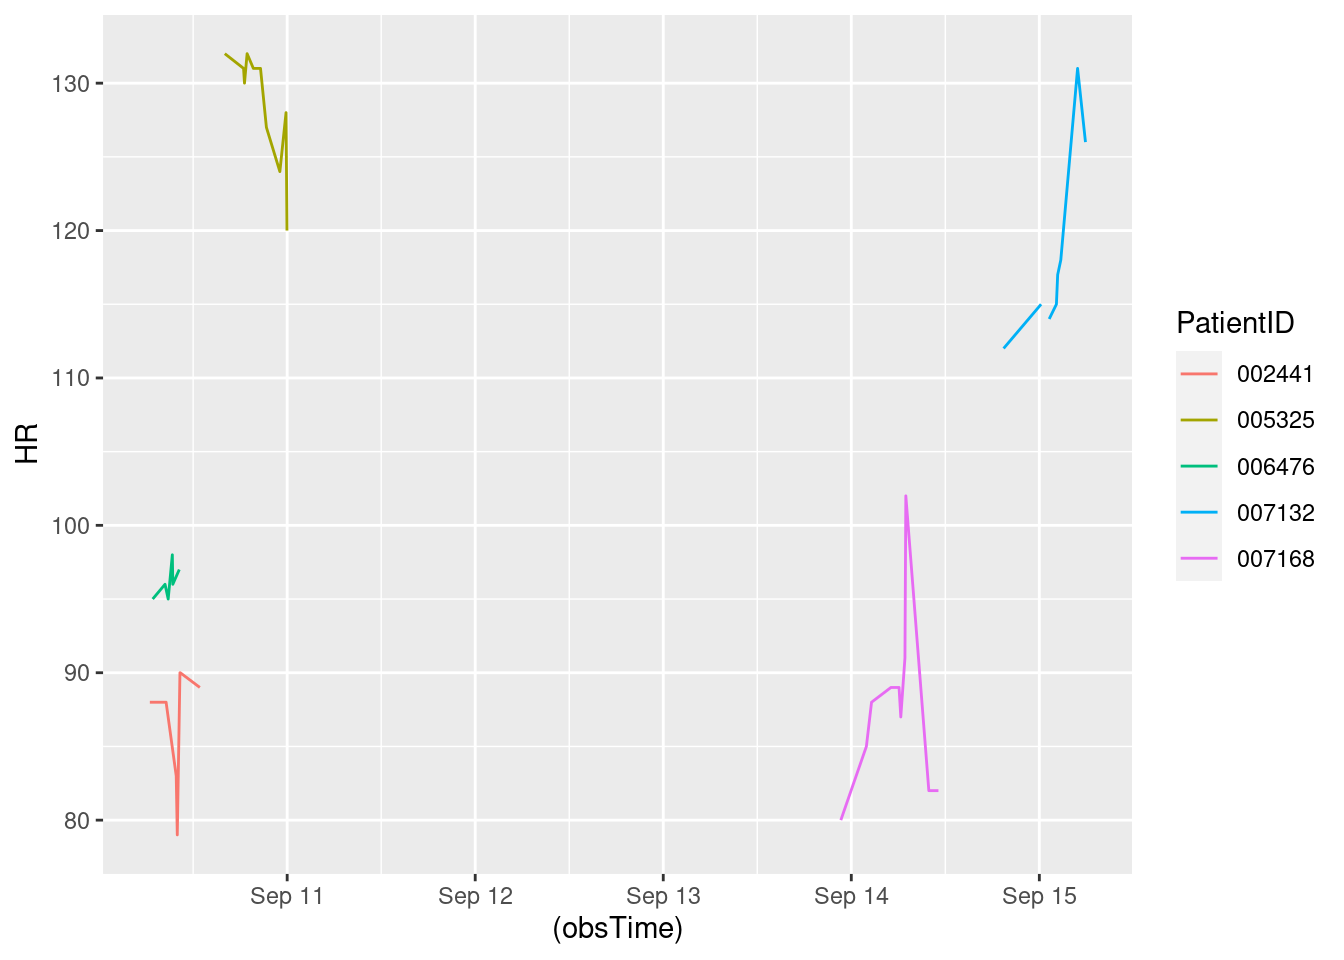 130
120
110
100
90
80
HR
Sep 11
Sep 12
Sep 13
Sep 14
Sep 15
(obsTime)
PatientID
002441
005325
006476
007132
007168